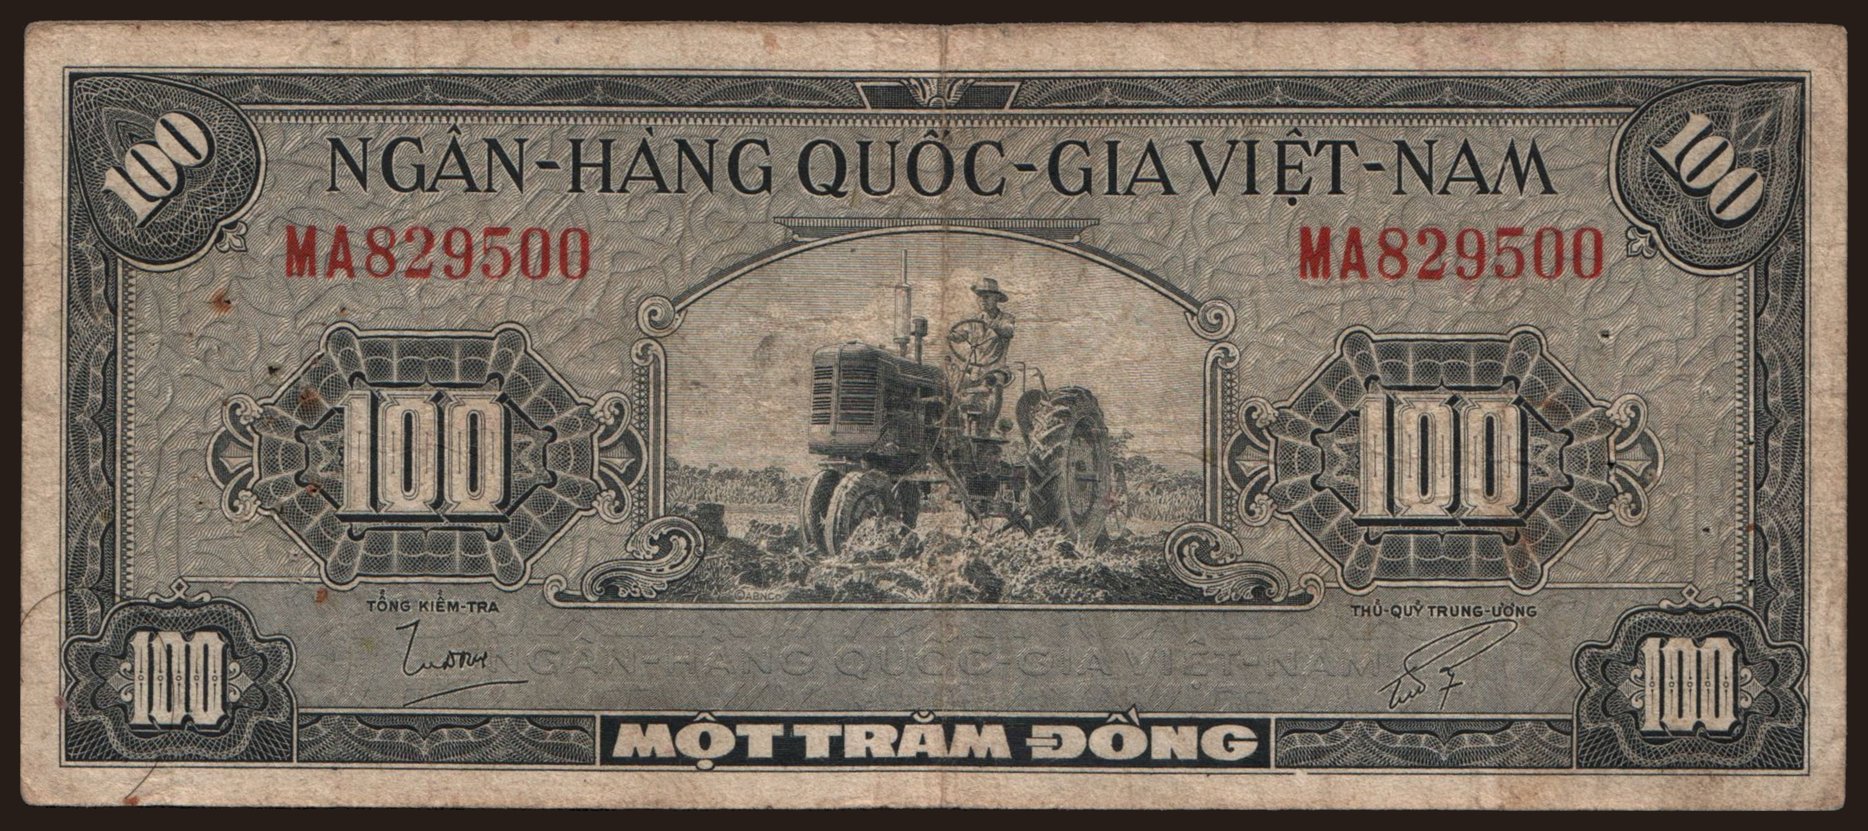 100 100
NGÂN-HÀNG QUỐC-GIA VIỆT-NAM
MA829500 MA829500
100 100
©ABNCo
TỔNG KIỂM-TRA THỦ-QUỸ TRUNG-ƯƠNG
NGÂN-HÀNG QUỐC-GIA VIỆT-NAM
100 100
MỘT TRĂM ĐỒNG